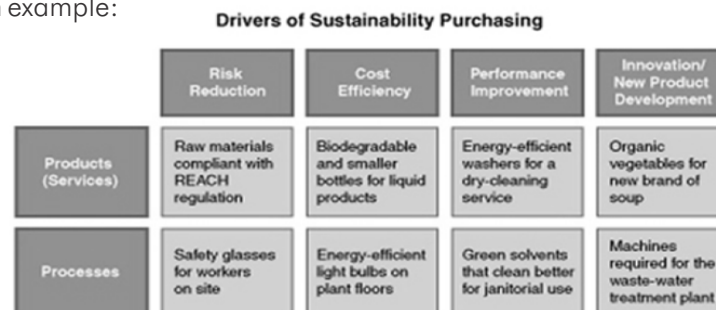 example:
Drivers of Sustainability Purchasing
Risk
Reduction
Cost
Efficiency
Performance
Improvement
Innovation/
New Product
Development
Products
(Services)
Raw materials
compliant with
REACH
regulation
Biodegradable
and smaller
bottles for liquid
products
Energy-efficient
washers for a
dry-cleaning
service
Organic
vegetables for
new brand of
soup
Processes
Safety glasses
for workers
on site
Energy-efficient
light bulbs on
plant floors
Green solvents
that clean better
for janitorial use
Machines
required for the
waste-water
treatment plant